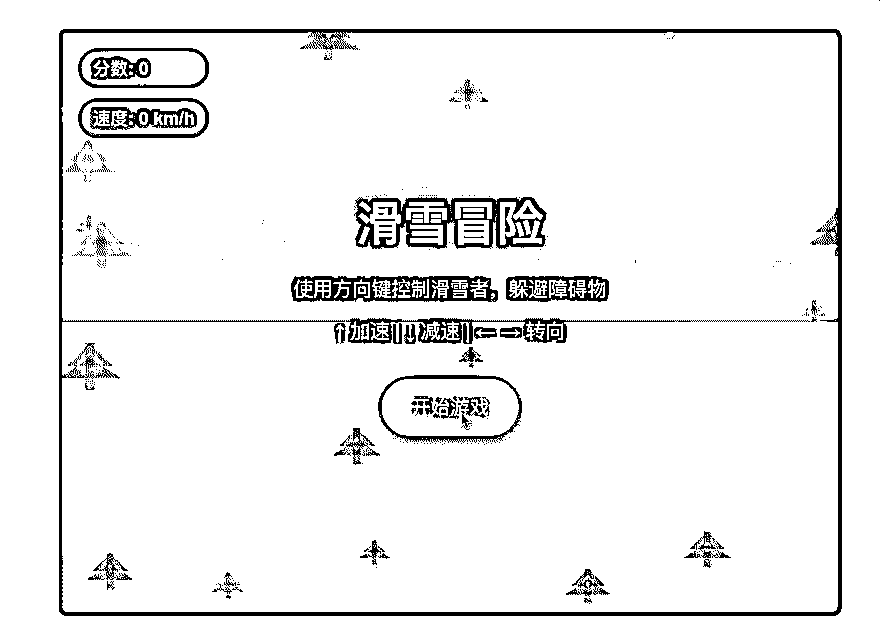 分数: 0
速度: 0 km/h
滑雪冒险
使用方向键控制滑雪者，躲避障碍物
↑ 加速 | ↓ 减速 | ← → 转向
开始游戏